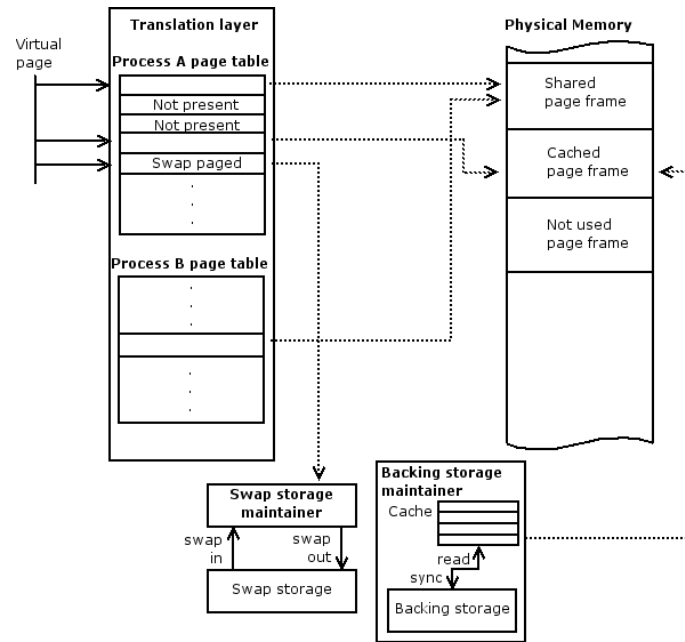 Translation layer
Physical Memory
Virtual
page
Process A page table
Not present
Not present
Swap paged
.
.
.
Shared
page frame
Cached
page frame
Not used
page frame
Process B page table
.
.
.
.
.
.
Swap storage
maintainer
swap
in
swap
out
Swap storage
Backing storage
maintainer
Cache
read
sync
Backing storage